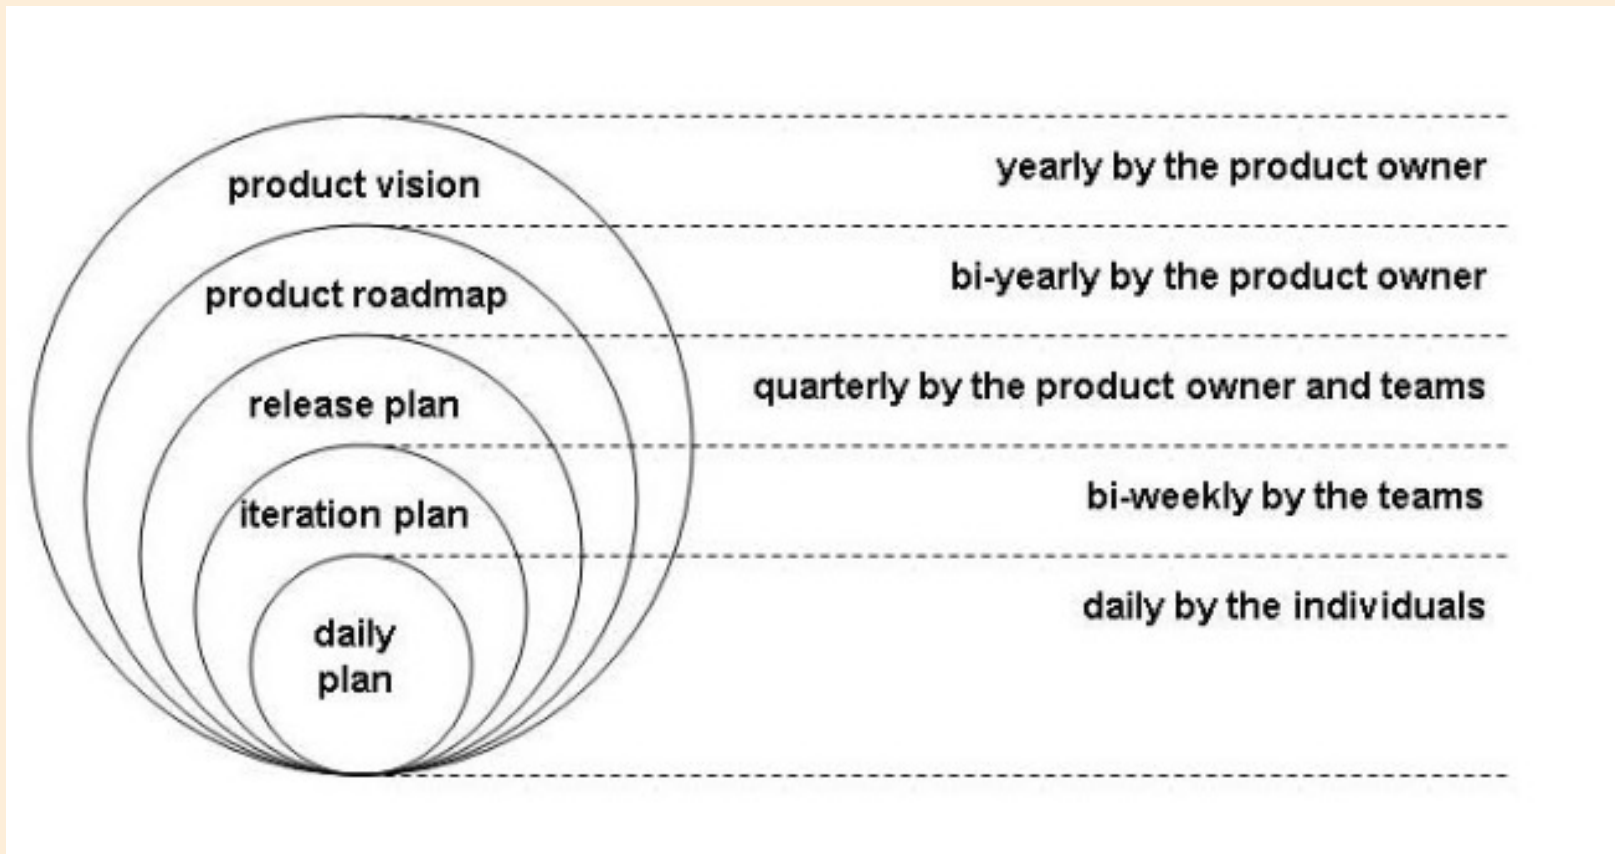 product vision
yearly by the product owner
product roadmap
bi-yearly by the product owner
release plan
quarterly by the product owner and teams
iteration plan
bi-weekly by the teams
daily by the individuals
daily
plan